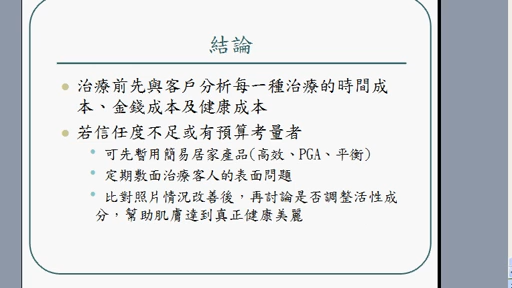 結論
治療前先與客戶分析每一種治療的時間成
本、金錢成本及健康成本
若信任度不足或有預算考量者
可先暫用簡易居家產品(高效、PGA、平衡)
定期敷面治療客人的表面問題
比對照片情況改善後，再討論是否調整活性成
分，幫助肌膚達到真正健康美麗